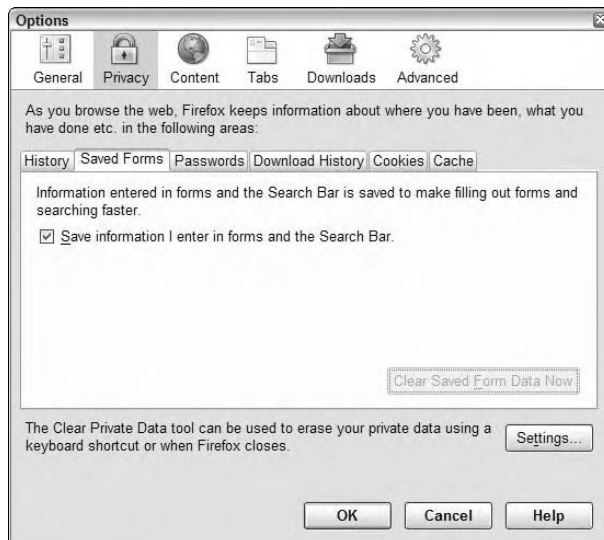 Options
General Privacy Content Tabs Downloads Advanced
As you browse the web, Firefox keeps information about where you have been, what you
have done etc. in the following areas:
History Saved Forms Passwords Download History Cookies Cache
Information entered in forms and the Search Bar is saved to make filling out forms and
searching faster.
Save information I enter in forms and the Search Bar.
Clear Saved Form Data Now
The Clear Private Data tool can be used to erase your private data using a
keyboard shortcut or when Firefox closes.
Settings...
OK Cancel Help